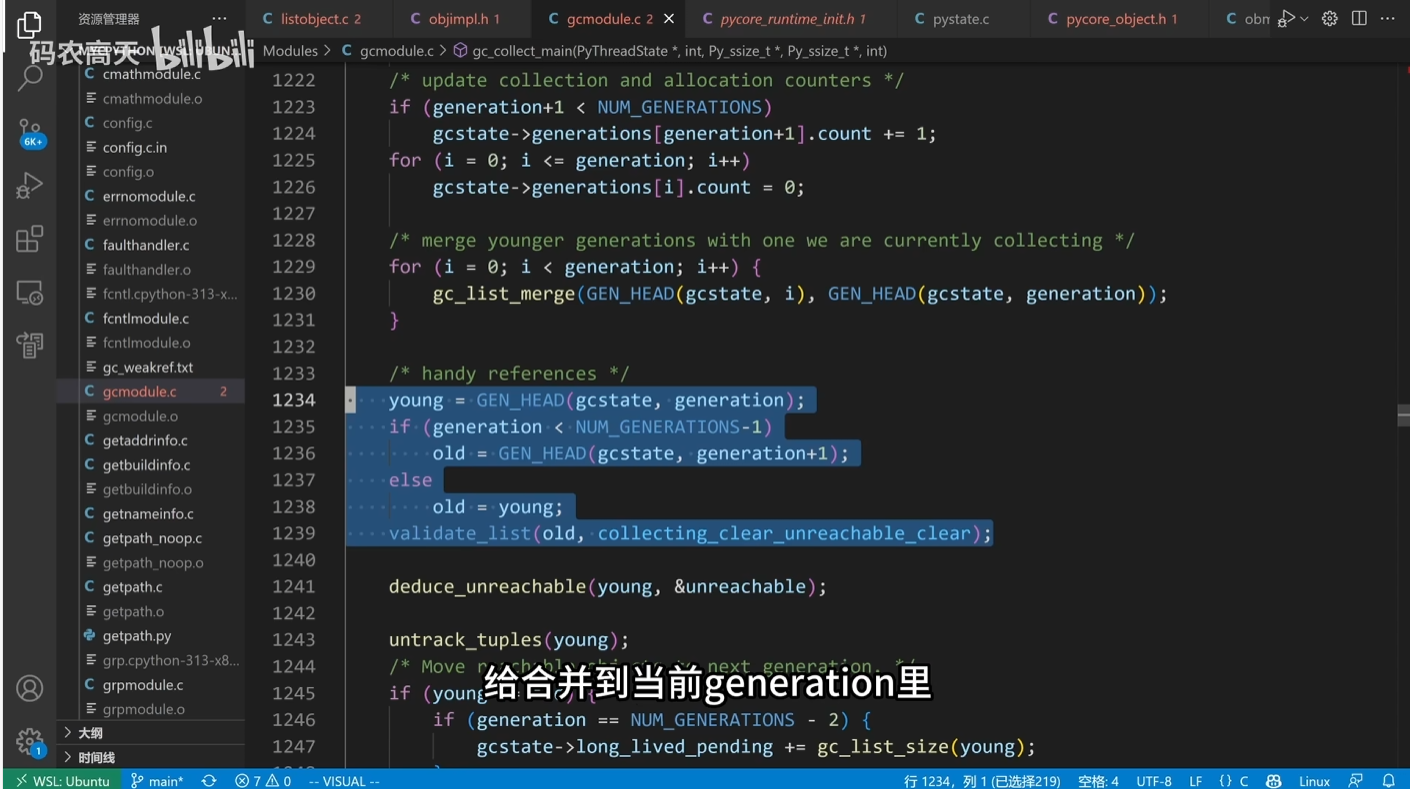 资源管理器 ···
listobject.c 2 objimpl.h 1 gcmodule.c 2 pycore_runtime_init.h 1 pystate.c pycore_object.h 1
Modules > gcmodule.c > gc_collect_main(PyThreadState *, int, Py_ssize_t *, Py_ssize_t *, int)
码农高天 bilibili
cmathmodule.c
cmathmodule.o
config.c
config.c.in
config.o
errnomodule.c
errnomodule.o
faulthandler.c
faulthandler.o
fcntl.cpython-313-x...
fcntlmodule.c
fcntlmodule.o
gc_weakref.txt
gcmodule.c 2
gcmodule.o
getaddrinfo.c
getbuildinfo.c
getbuildinfo.o
getnameinfo.c
getpath_noop.c
getpath_noop.o
getpath.c
getpath.o
getpath.py
grp.cpython-313-x8...
grpmodule.c
grpmodule.o
大纲
时间线
6K+
1
1222 /* update collection and allocation counters */
1223 if (generation+1 < NUM_GENERATIONS)
1224 gcstate->generations[generation+1].count += 1;
1225 for (i = 0; i <= generation; i++)
1226 gcstate->generations[i].count = 0;
1227
1228 /* merge younger generations with one we are currently collecting */
1229 for (i = 0; i < generation; i++) {
1230 gc_list_merge(GEN_HEAD(gcstate, i), GEN_HEAD(gcstate, generation));
1231 }
1232
1233 /* handy references */
1234 young = GEN_HEAD(gcstate, generation);
1235 if (generation < NUM_GENERATIONS-1)
1236 old = GEN_HEAD(gcstate, generation+1);
1237 else
1238 old = young;
1239 validate_list(old, collecting_clear_unreachable_clear);
1240
1241 deduce_unreachable(young, &unreachable);
1242
1243 untrack_tuples(young);
1244 /* Move next generation. */
1245 if (young {
1246 if (generation == NUM_GENERATIONS - 2) {
1247 gcstate->long_lived_pending += gc_list_size(young);
给合并到当前generation里
WSL: Ubuntu main* 7 0 -- VISUAL -- 行 1234，列 1 (已选择219) 空格: 4 UTF-8 LF {} C Linux